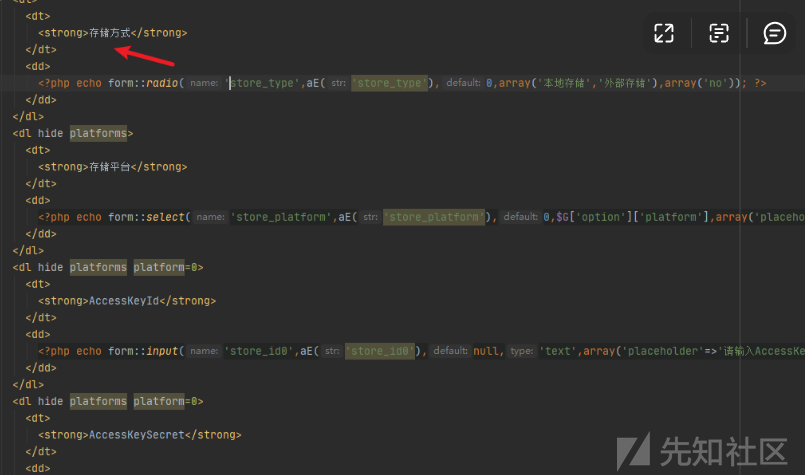 <dl>
<dt>
<strong>存储方式</strong>
</dt>
<dd>
<?php echo form::radio( name: 'store_type',aE( str: 'store_type'), default: 0,array('本地存储','外部存储'),array('no')); ?>
</dd>
</dl>
<dl hide platforms>
<dt>
<strong>存储平台</strong>
</dt>
<dd>
<?php echo form::select( name: 'store_platform',aE( str: 'store_platform'), default: 0,$G['option']['platform'],array('placeho
</dd>
</dl>
<dl hide platforms platform=0>
<dt>
<strong>AccessKeyId</strong>
</dt>
<dd>
<?php echo form::input( name: 'store_id0',aE( str: 'store_id0'), default: null, type: 'text',array('placeholder'=>'请输入AccessKe
</dd>
</dl>
<dl hide platforms platform=0>
<dt>
<strong>AccessKeySecret</strong>
</dt>
<dd>
先知社区